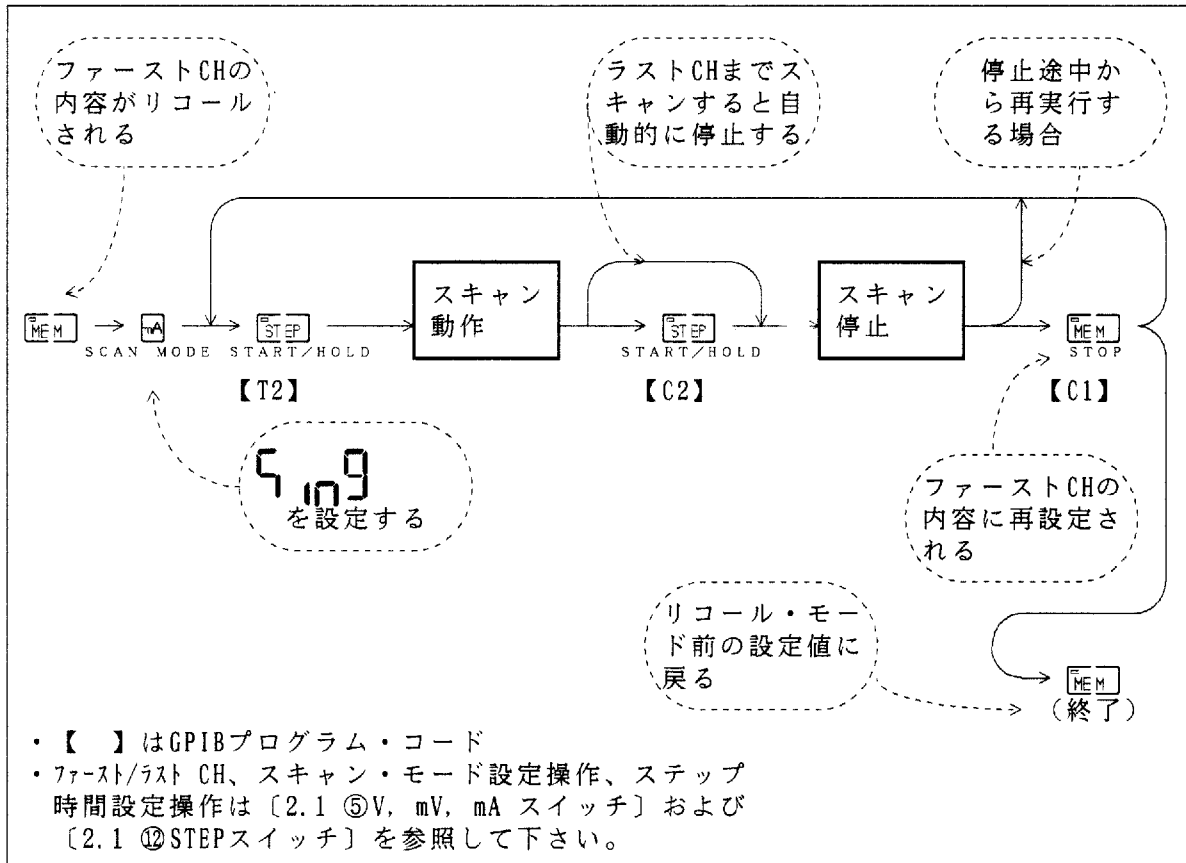 ファーストCHの
内容がリコール
される
ラストCHまでス
キャンすると自
動的に停止する
停止途中か
ら再実行す
る場合
MEM
mA
SCAN MODE
STEP
START/HOLD
【T2】
スキャン
動作
STEP
START/HOLD
【C2】
スキャン
停止
MEM
STOP
【C1】
Sing
を設定する
ファーストCHの
内容に再設定さ
れる
リコール・モー
ド前の設定値に
戻る
MEM
(終了)
・【　】はGPIBプログラム・コード
・ファースト/ラスト CH、スキャン・モード設定操作、ステップ
時間設定操作は〔2.1 ⑤V, mV, mA スイッチ〕および
〔2.1 ⑫STEPスイッチ〕を参照して下さい。